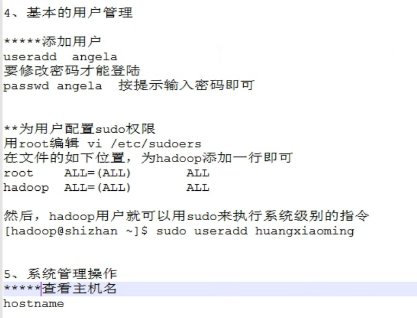 4、基本的用户管理
*****添加用户
useradd  angela
要修改密码才能登陆
passwd angela  按提示输入密码即可
**为用户配置sudo权限
用root编辑 vi /etc/sudoers
在文件的如下位置，为hadoop添加一行即可
root    ALL=(ALL)       ALL
hadoop  ALL=(ALL)       ALL
然后，hadoop用户就可以用sudo来执行系统级别的指令
[hadoop@shizhan ~]$ sudo useradd huangxiaoming
5、系统管理操作
*****查看主机名
hostname